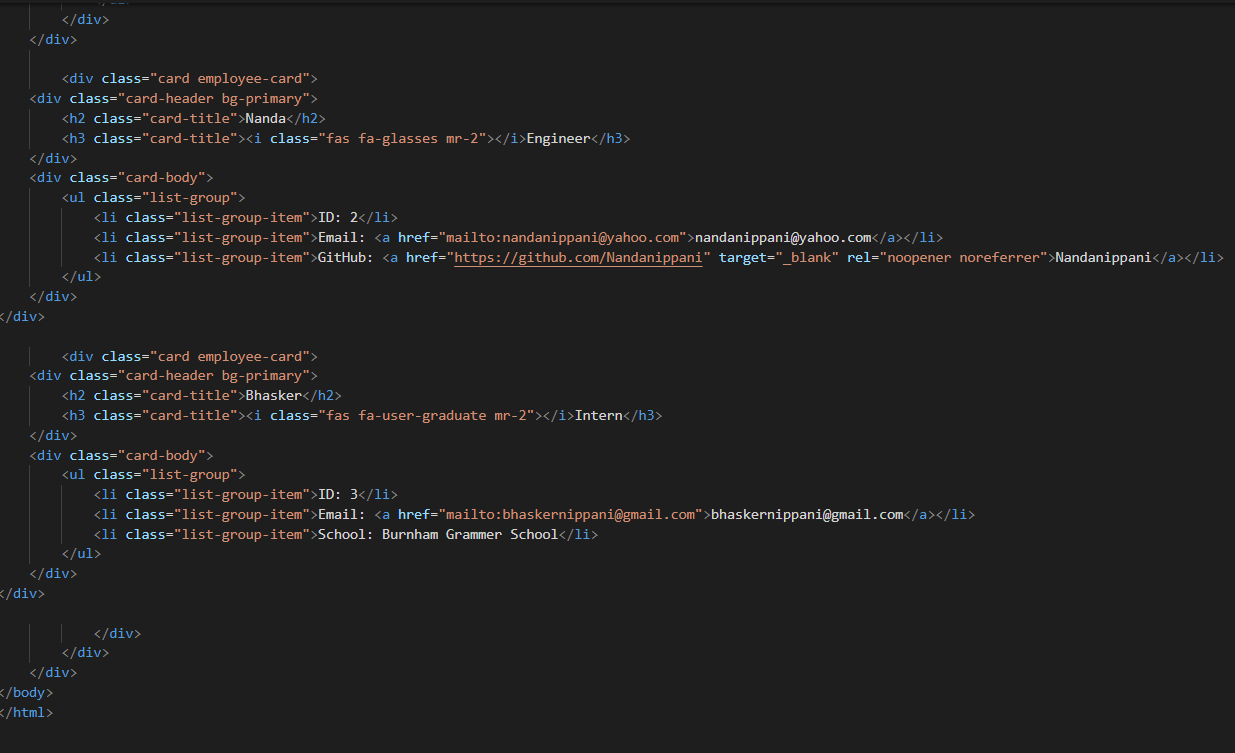 </div>
</div>
<div class="card employee-card">
<div class="card-header bg-primary">
<h2 class="card-title">Nanda</h2>
<h3 class="card-title"><i class="fas fa-glasses mr-2"></i>Engineer</h3>
</div>
<div class="card-body">
<ul class="list-group">
<li class="list-group-item">ID: 2</li>
<li class="list-group-item">Email: <a href="mailto:nandanippani@yahoo.com">nandanippani@yahoo.com</a></li>
<li class="list-group-item">GitHub: <a href="https://github.com/Nandanippani" target="_blank" rel="noopener noreferrer">Nandanippani</a></li>
</ul>
</div>
</div>
<div class="card employee-card">
<div class="card-header bg-primary">
<h2 class="card-title">Bhasker</h2>
<h3 class="card-title"><i class="fas fa-user-graduate mr-2"></i>Intern</h3>
</div>
<div class="card-body">
<ul class="list-group">
<li class="list-group-item">ID: 3</li>
<li class="list-group-item">Email: <a href="mailto:bhaskernippani@gmail.com">bhaskernippani@gmail.com</a></li>
<li class="list-group-item">School: Burnham Grammer School</li>
</ul>
</div>
</div>
</div>
</div>
</div>
</body>
</html>